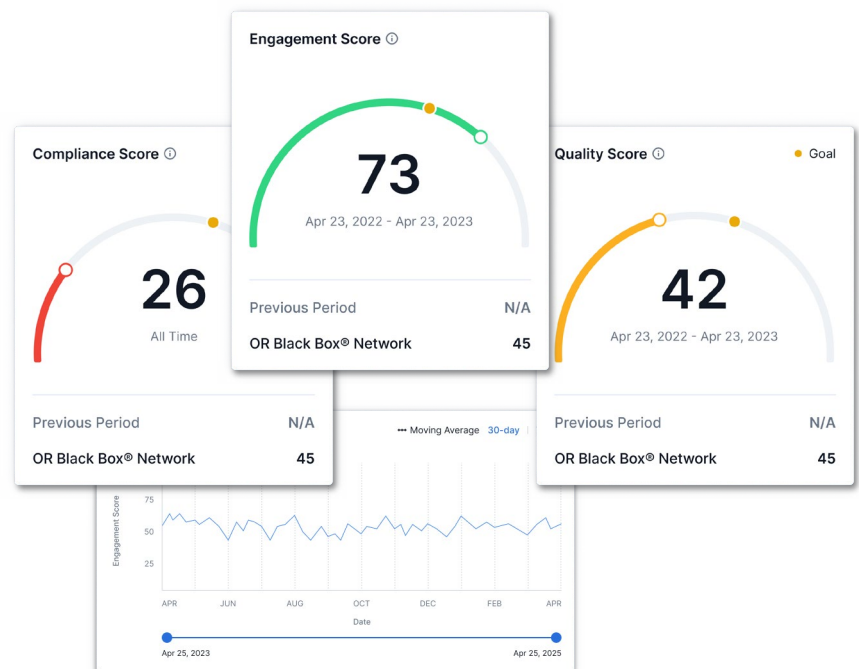 Engagement Score
73
Apr 23, 2022 - Apr 23, 2023
Previous Period N/A
OR Black Box® Network 45
Compliance Score
26
All Time
Previous Period N/A
OR Black Box® Network 45
Quality Score
Goal
42
Apr 23, 2022 - Apr 23, 2023
Previous Period N/A
OR Black Box® Network 45
Moving Average 30-day
Engagement Score
75
50
25
APR JUN AUG OCT DEC FEB APR
Date
Apr 25, 2023 Apr 25, 2025